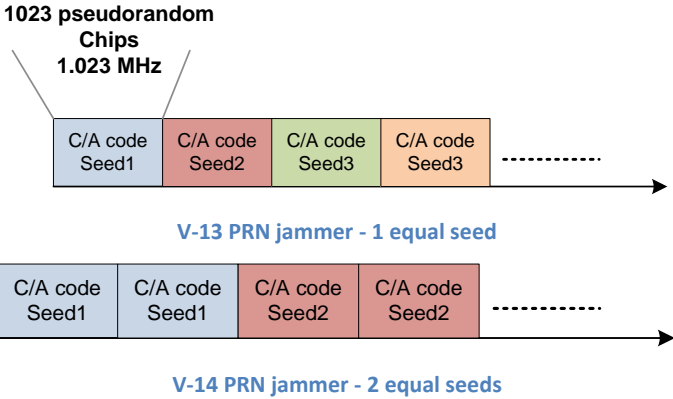 1023 pseudorandom
Chips
1.023 MHz
C/A code C/A code C/A code C/A code
Seed1 Seed2 Seed3 Seed3
V-13 PRN jammer - 1 equal seed
C/A code C/A code C/A code C/A code
Seed1 Seed1 Seed2 Seed2
V-14 PRN jammer - 2 equal seeds